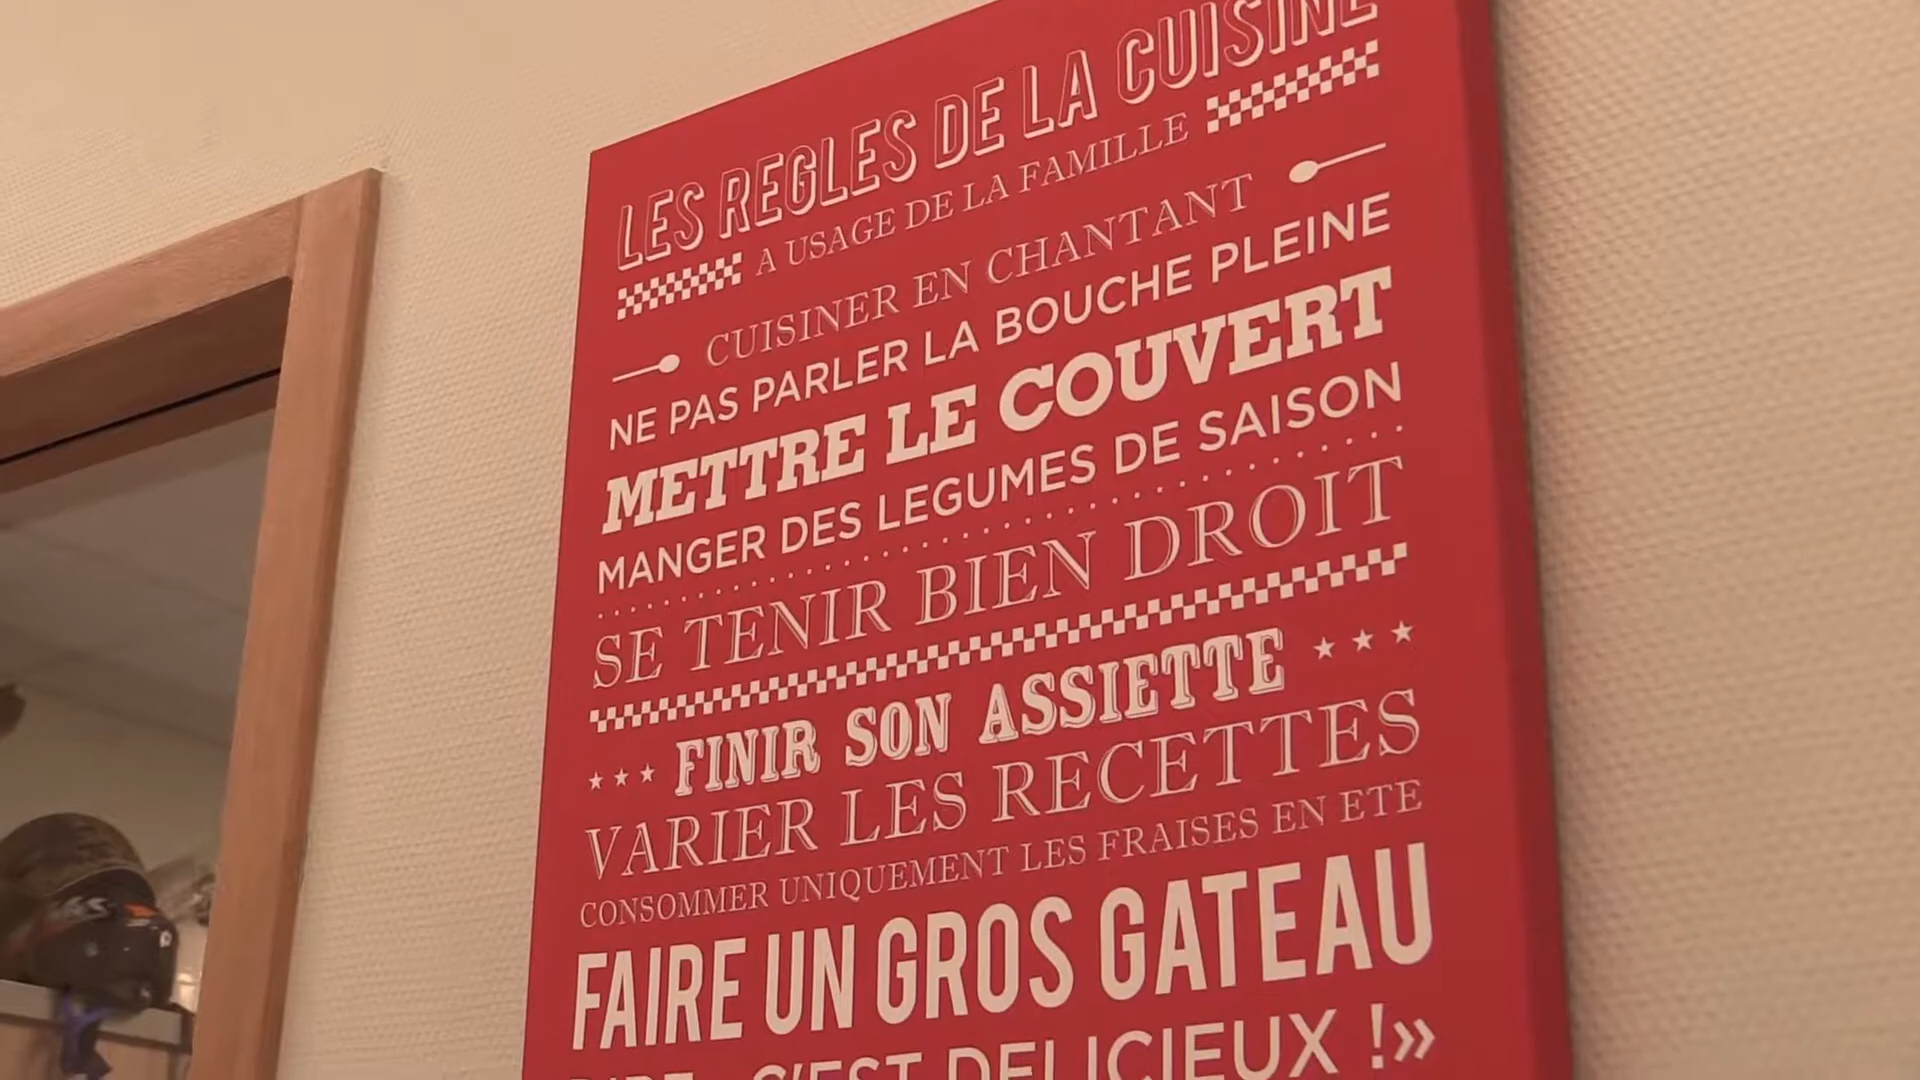 LES REGLES DE LA CUISINE
A USAGE DE LA FAMILLE
CUISINER EN CHANTANT
NE PAS PARLER LA BOUCHE PLEINE
METTRE LE COUVERT
MANGER DES LEGUMES DE SAISON
SE TENIR BIEN DROIT
FINIR SON ASSIETTE
VARIER LES RECETTES
CONSOMMER UNIQUEMENT LES FRAISES EN ETE
FAIRE UN GROS GATEAU
C'EST DELICIEUX !»